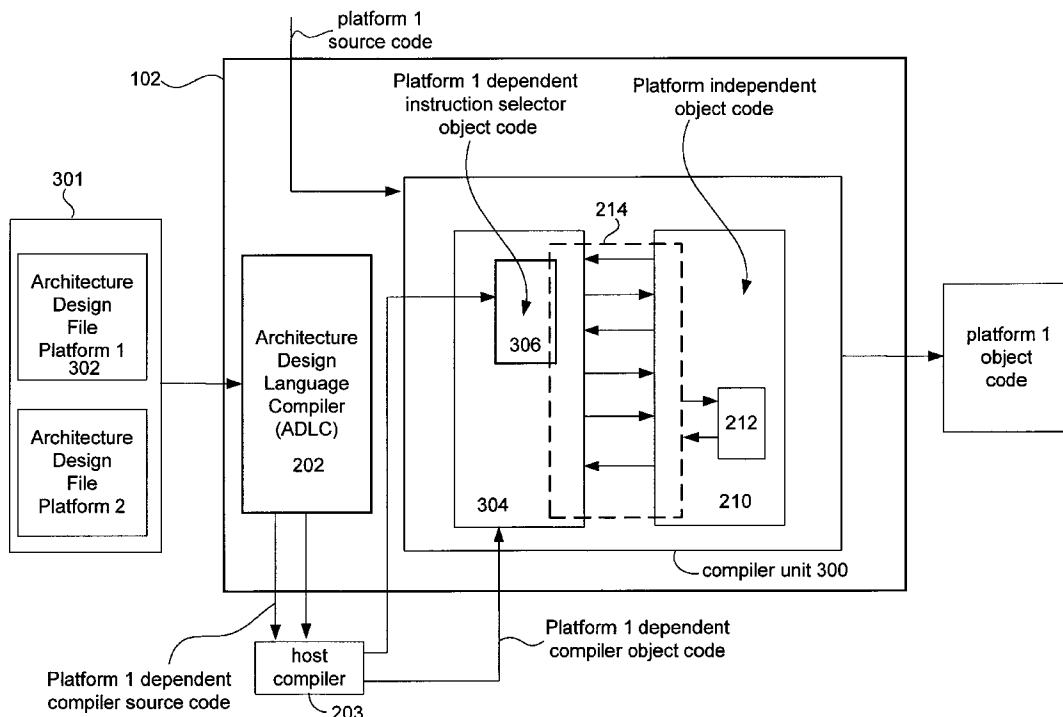 platform 1
source code
102
Platform 1 dependent
instruction selector
object code
Platform independent
object code
301
Architecture
Design
File
Platform 1
302
Architecture
Design
File
Platform 2
Architecture
Design
Language
Compiler
(ADLC)
202
214
306
304
212
210
platform 1
object
code
compiler unit 300
Platform 1 dependent
compiler source code
host
compiler
203
Platform 1 dependent
compiler object code